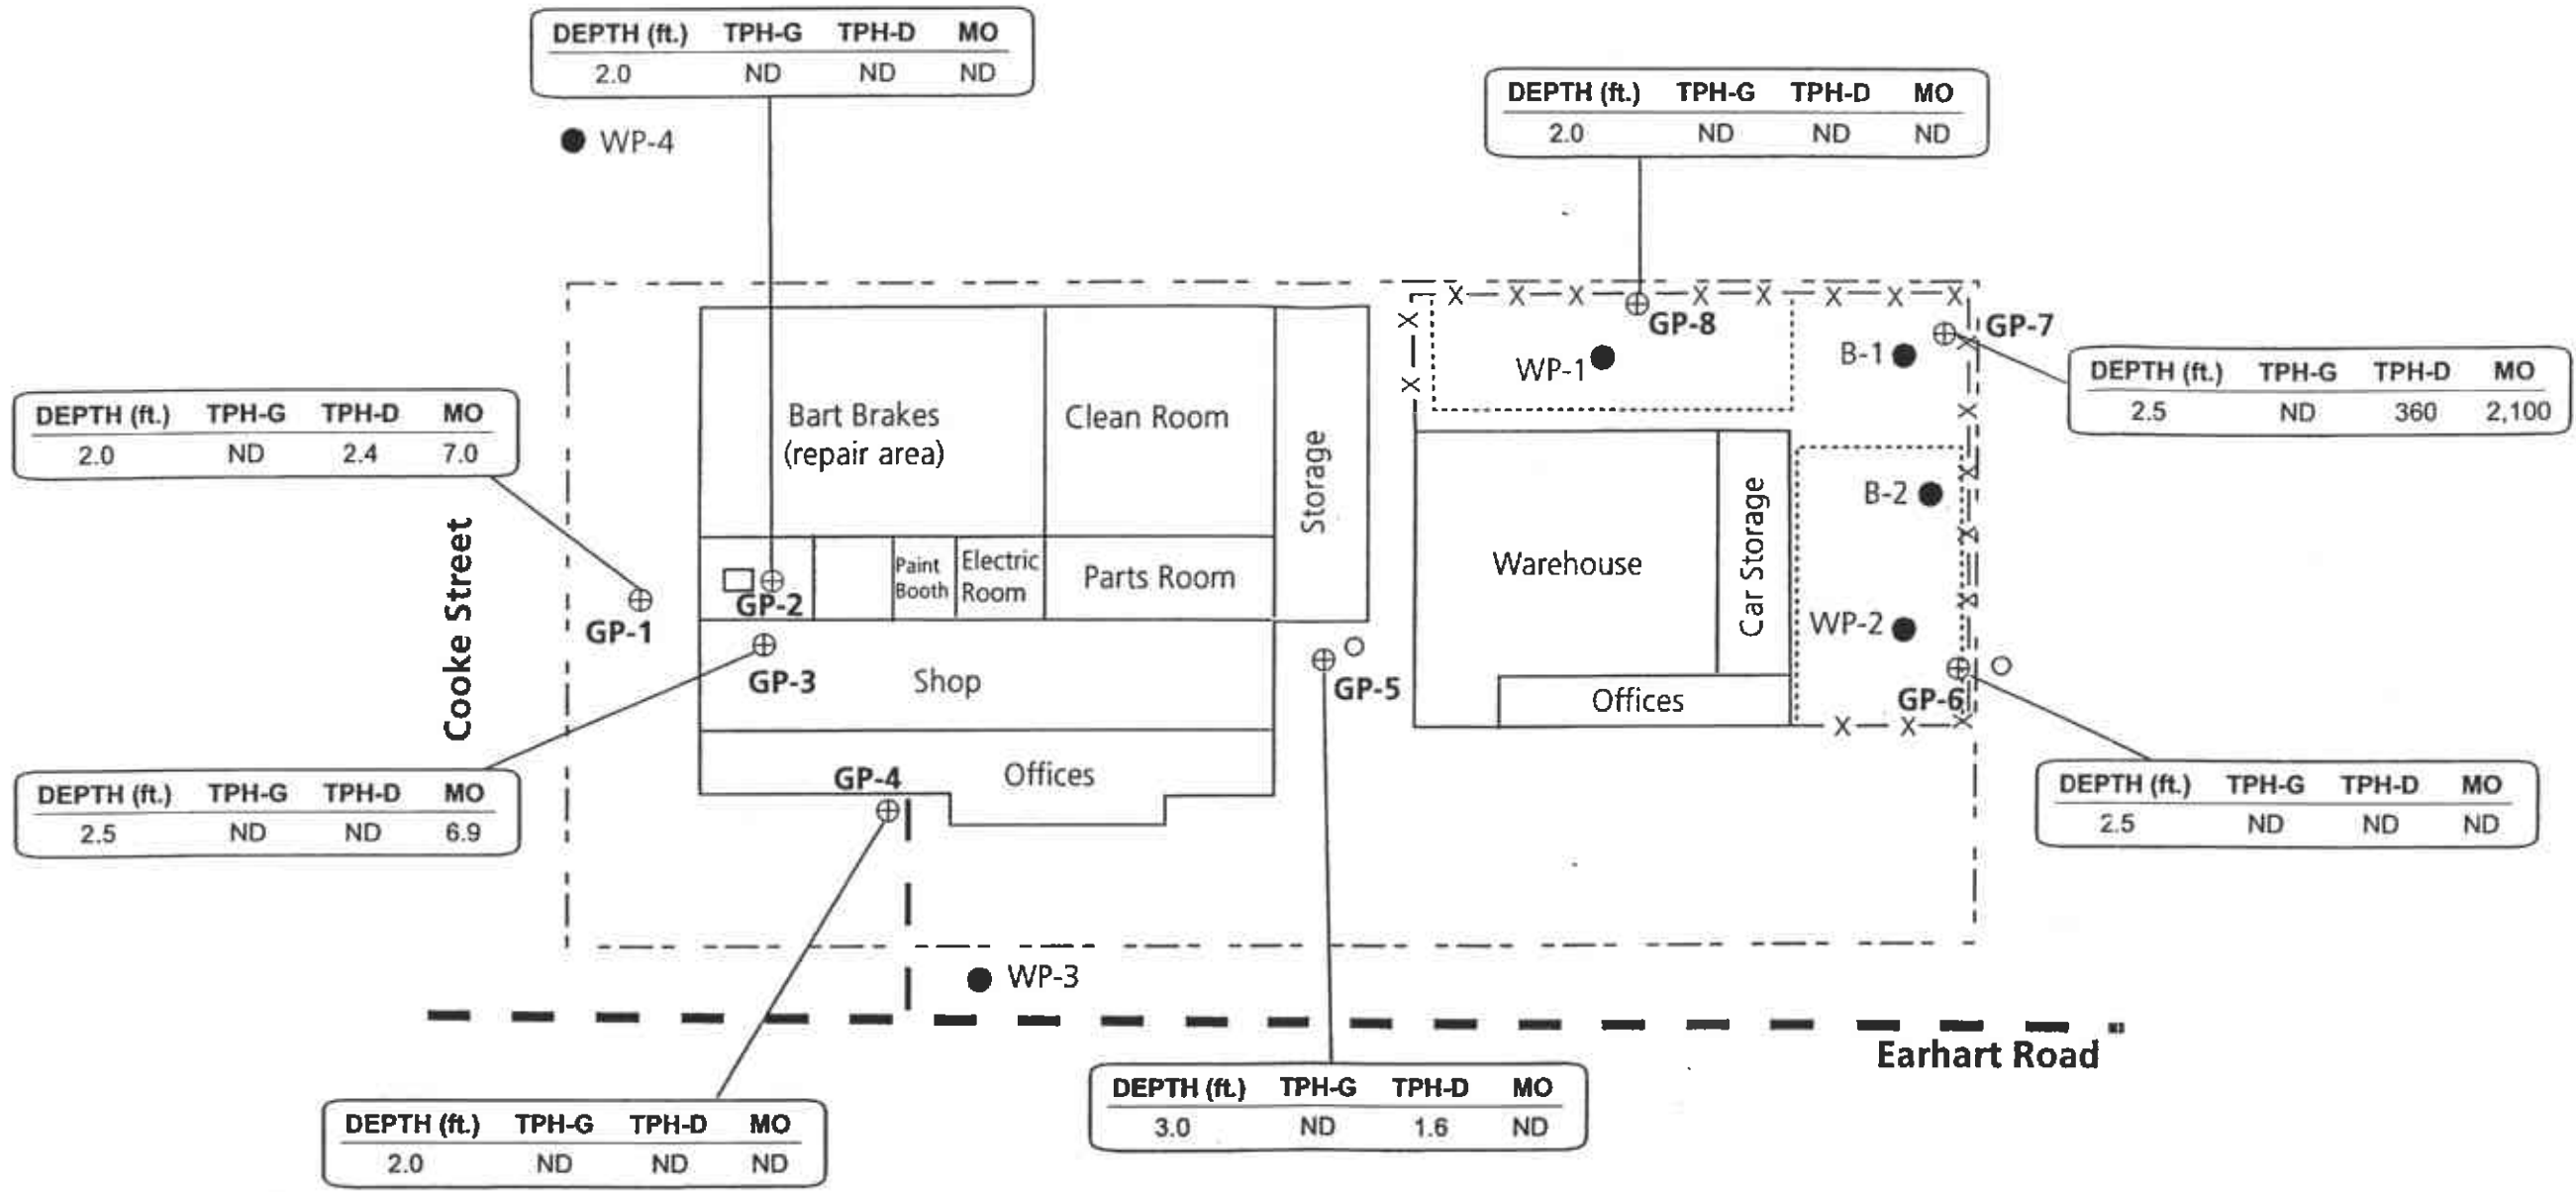 DEPTH (ft.) TPH-G TPH-D MO
2.0 ND ND ND
WP-4
DEPTH (ft.) TPH-G TPH-D MO
2.0 ND ND ND
GP-8
GP-7
WP-1
B-1
DEPTH (ft.) TPH-G TPH-D MO
2.5 ND 360 2,100
DEPTH (ft.) TPH-G TPH-D MO
2.0 ND 2.4 7.0
Bart Brakes
(repair area)
Clean Room
Storage
B-2
Cooke Street
GP-1
GP-2
Paint
Booth
Electric
Room
Parts Room
Warehouse
Car Storage
WP-2
GP-3
Shop
GP-5
Offices
GP-6
DEPTH (ft.) TPH-G TPH-D MO
2.5 ND ND 6.9
GP-4
Offices
DEPTH (ft.) TPH-G TPH-D MO
2.5 ND ND ND
WP-3
Earhart Road
DEPTH (ft.) TPH-G TPH-D MO
2.0 ND ND ND
DEPTH (ft.) TPH-G TPH-D MO
3.0 ND 1.6 ND